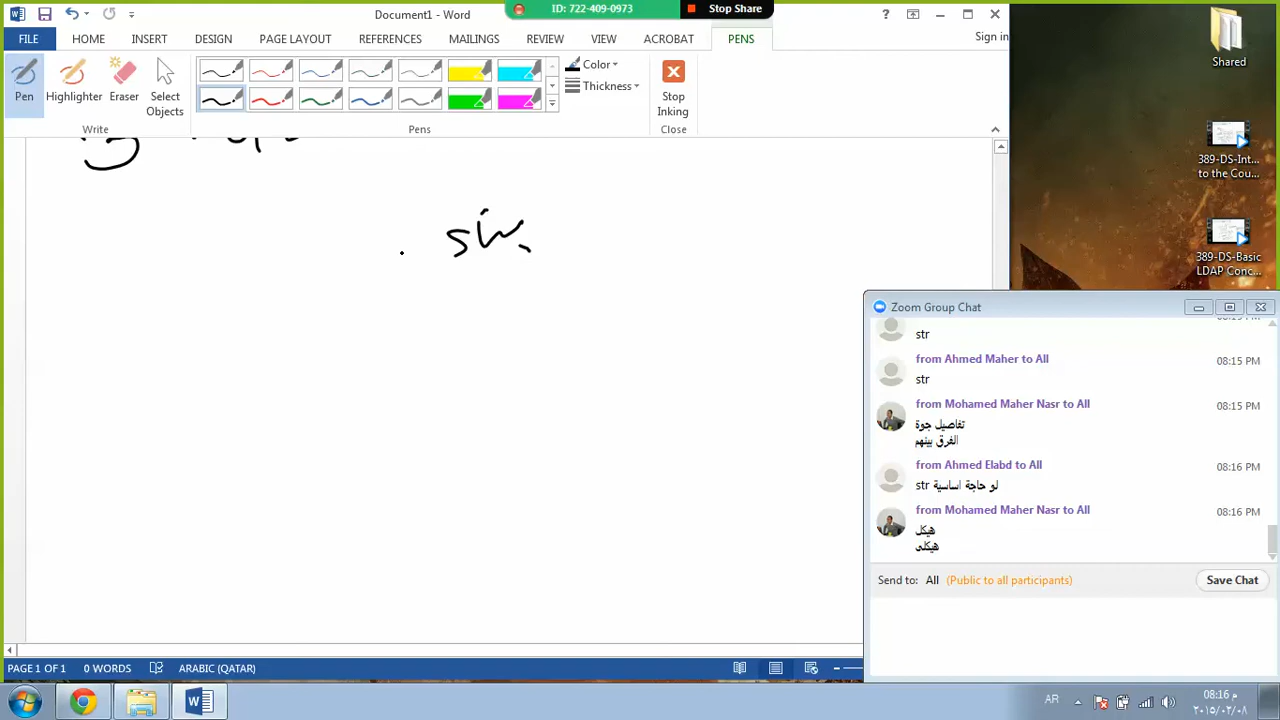 Document1 - Word
ID: 722-409-0973
Stop Share
?
Sign in
FILE
HOME
INSERT
DESIGN
PAGE LAYOUT
REFERENCES
MAILINGS
REVIEW
VIEW
ACROBAT
PENS
Pen
Highlighter
Eraser
Select Objects
Color
Thickness
Stop Inking
Write
Pens
Close
Shared
389-DS-Int... to the Cou...
389-DS-Basic LDAP Conc...
Zoom Group Chat
str
from Ahmed Maher to All
08:15 PM
str
from Mohamed Maher Nasr to All
08:15 PM
تفاصيل جوة
الفرق بينهم
from Ahmed Elabd to All
08:16 PM
str لو حاجة اساسية
from Mohamed Maher Nasr to All
08:16 PM
هيكل
هيكلى
Send to: All (Public to all participants)
Save Chat
PAGE 1 OF 1
0 WORDS
ARABIC (QATAR)
AR
08:16 م
٢٠١٥/٠٢/٠٨